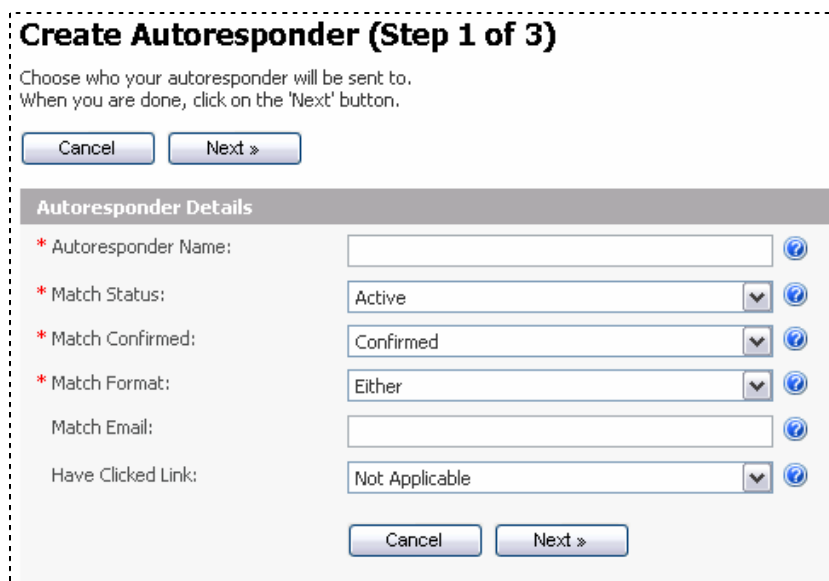 Create Autoresponder (Step 1 of 3)
Choose who your autoresponder will be sent to.
When you are done, click on the 'Next' button.
Cancel Next »
Autoresponder Details
* Autoresponder Name:
* Match Status: Active
* Match Confirmed: Confirmed
* Match Format: Either
Match Email:
Have Clicked Link: Not Applicable
Cancel Next »